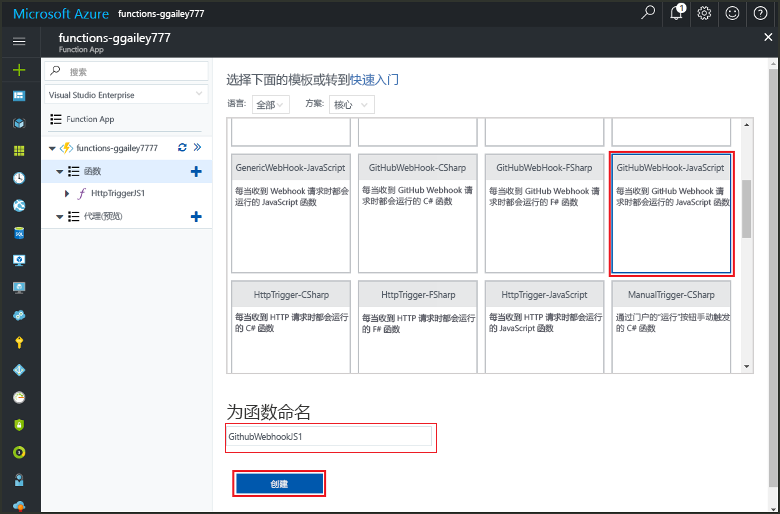 Microsoft Azure functions-ggailey777
1
functions-ggailey777
Function App
搜索
Visual Studio Enterprise
Function App
functions-ggailey7777
函数
HttpTriggerJS1
代理(预览)
选择下面的模板或转到快速入门
语言: 全部 方案: 核心
GenericWebHook-JavaScript
每当收到 Webhook 请求时都会
运行的 JavaScript 函数
GitHubWebHook-CSharp
每当收到 GitHub Webhook 请
求时都会运行的 C# 函数
GitHubWebHook-FSharp
每当收到 GitHub Webhook 请
求时都会运行的 F# 函数
GitHubWebHook-JavaScript
每当收到 GitHub Webhook 请
求时都会运行的 JavaScript 函数
HttpTrigger-CSharp
每当收到 HTTP 请求时都会运行
的 C# 函数
HttpTrigger-FSharp
每当收到 HTTP 请求时都会运行
的 F# 函数
HttpTrigger-JavaScript
每当收到 HTTP 请求时都会运行
的 JavaScript 函数
ManualTrigger-CSharp
通过门户的“运行”按钮手动触发
的 C# 函数
为函数命名
GithubWebhookJS1
创建